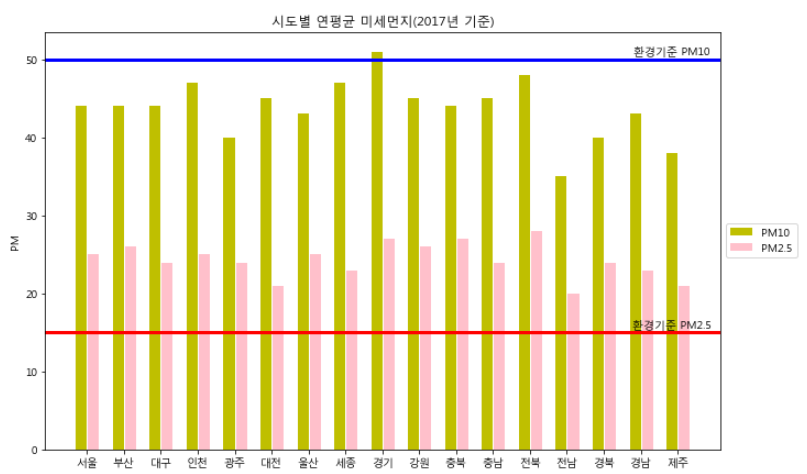 시도별 연평균 미세먼지(2017년 기준)
환경기준 PM10
50
40
30
20
10
0
PM
환경기준 PM2.5
PM10
PM2.5
서울 부산 대구 인천 광주 대전 울산 세종 경기 강원 충북 충남 전북 전남 경북 경남 제주